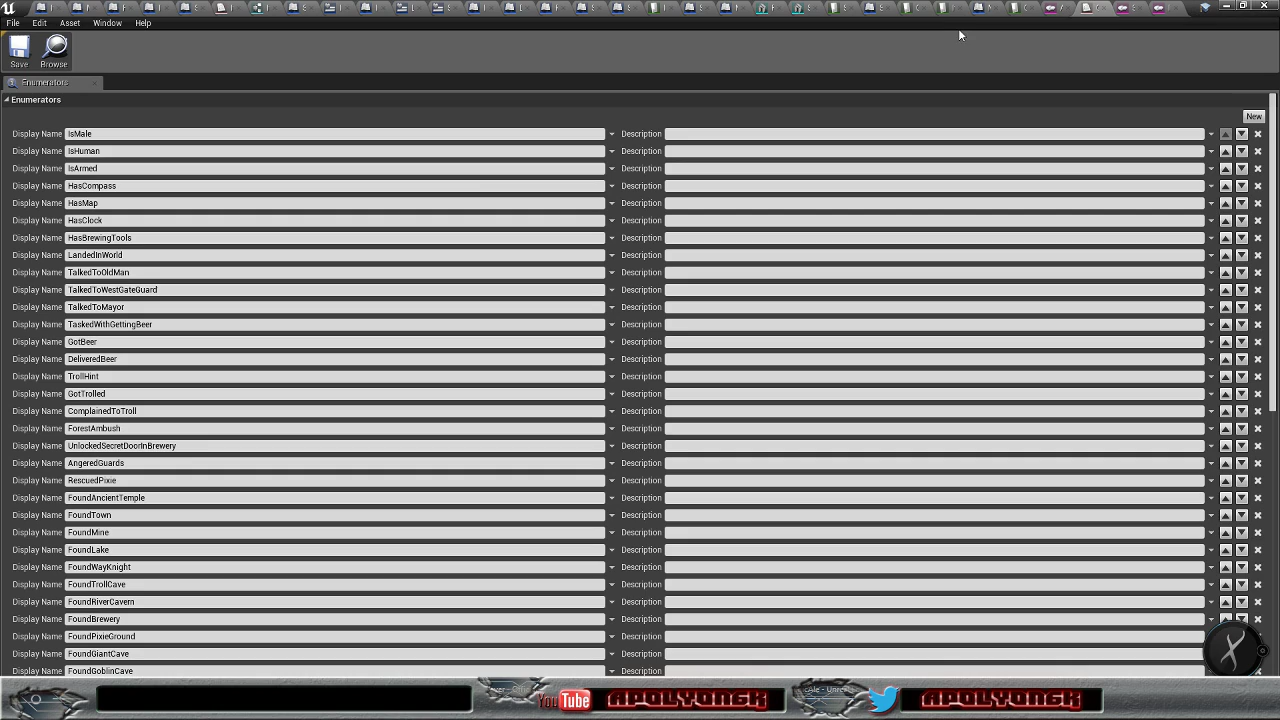 File Edit Asset Window Help
Save Browse
Enumerators
Enumerators
New
Display Name IsMale Description
Display Name IsHuman Description
Display Name IsArmed Description
Display Name HasCompass Description
Display Name HasMap Description
Display Name HasClock Description
Display Name HasBrewingTools Description
Display Name LandedInWorld Description
Display Name TalkedToOldMan Description
Display Name TalkedToWestGateGuard Description
Display Name TalkedToMayor Description
Display Name TaskedWithGettingBeer Description
Display Name GotBeer Description
Display Name DeliveredBeer Description
Display Name TrollHint Description
Display Name GotTrolled Description
Display Name ComplainedToTroll Description
Display Name ForestAmbush Description
Display Name UnlockedSecretDoorInBrewery Description
Display Name AngeredGuards Description
Display Name RescuedPixie Description
Display Name FoundAncientTemple Description
Display Name FoundTown Description
Display Name FoundMine Description
Display Name FoundLake Description
Display Name FoundWayKnight Description
Display Name FoundTrollCave Description
Display Name FoundRiverCavern Description
Display Name FoundBrewery Description
Display Name FoundPixieGround Description
Display Name FoundGiantCave Description
Display Name FoundGoblinCave Description
YouTube APOLYONGK APOLYONGK